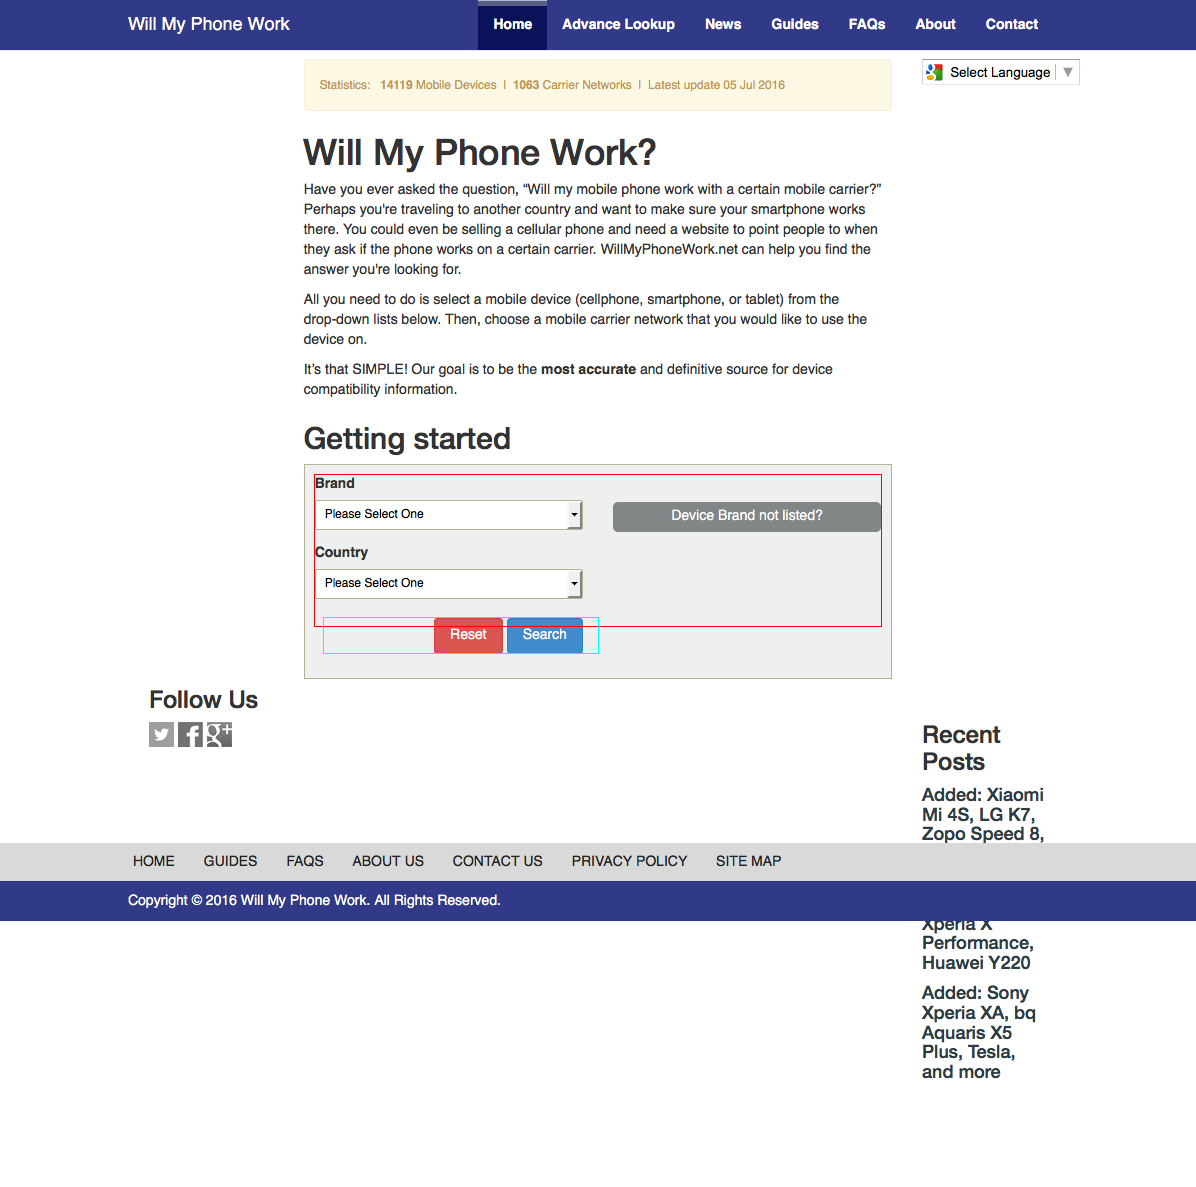 Will My Phone Work
Home Advance Lookup News Guides FAQs About Contact
Statistics: 14119 Mobile Devices | 1063 Carrier Networks | Latest update 05 Jul 2016
Select Language ▼
Will My Phone Work?
Have you ever asked the question, “Will my mobile phone work with a certain mobile carrier?”
Perhaps you're traveling to another country and want to make sure your smartphone works
there. You could even be selling a cellular phone and need a website to point people to when
they ask if the phone works on a certain carrier. WillMyPhoneWork.net can help you find the
answer you're looking for.
All you need to do is select a mobile device (cellphone, smartphone, or tablet) from the
drop-down lists below. Then, choose a mobile carrier network that you would like to use the
device on.
It’s that SIMPLE! Our goal is to be the most accurate and definitive source for device
compatibility information.
Getting started
Brand
Please Select One
Device Brand not listed?
Country
Please Select One
Reset Search
Follow Us
Recent
Posts
Added: Xiaomi
Mi 4S, LG K7,
Zopo Speed 8,
HOME GUIDES FAQS ABOUT US CONTACT US PRIVACY POLICY SITE MAP
Copyright © 2016 Will My Phone Work. All Rights Reserved.
Xperia X
Performance,
Huawei Y220
Added: Sony
Xperia XA, bq
Aquaris X5
Plus, Tesla,
and more